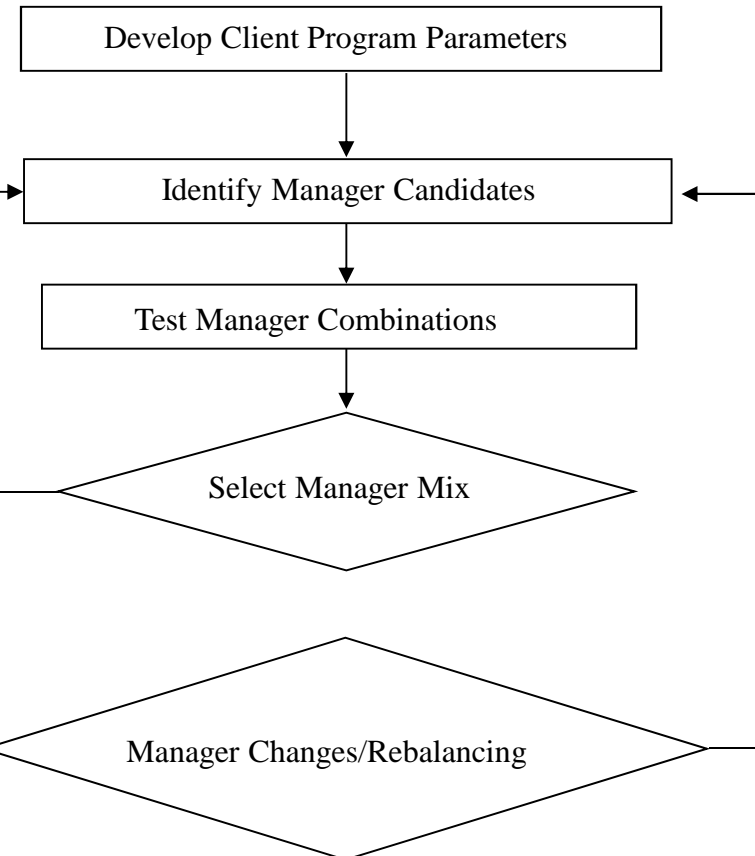 Develop Client Program Parameters
Identify Manager Candidates
Test Manager Combinations
Select Manager Mix
Manager Changes/Rebalancing